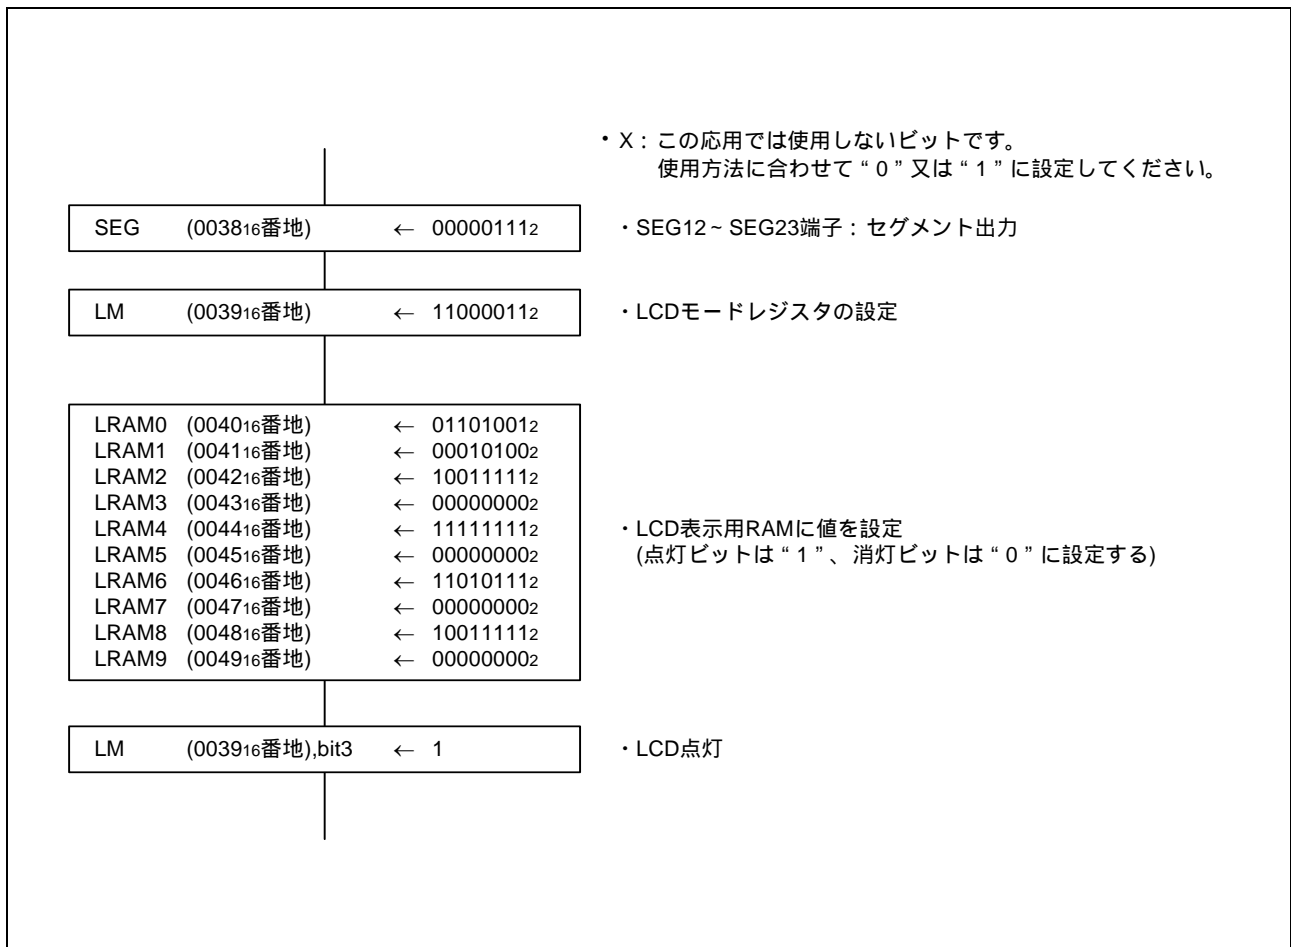 ・X：この応用では使用しないビットです。
使用方法に合わせて“0”又は“1”に設定してください。
SEG (003816番地) ← 000001112 ・SEG12~SEG23端子：セグメント出力
LM (003916番地) ← 110000112 ・LCDモードレジスタの設定
LRAM0 (004016番地) ← 011010012
LRAM1 (004116番地) ← 000101002
LRAM2 (004216番地) ← 100111112
LRAM3 (004316番地) ← 000000002
LRAM4 (004416番地) ← 111111112 ・LCD表示用RAMに値を設定
LRAM5 (004516番地) ← 000000002 (点灯ビットは“1”、消灯ビットは“0”に設定する)
LRAM6 (004616番地) ← 110101112
LRAM7 (004716番地) ← 000000002
LRAM8 (004816番地) ← 100111112
LRAM9 (004916番地) ← 000000002
LM (003916番地),bit3 ← 1 ・LCD点灯